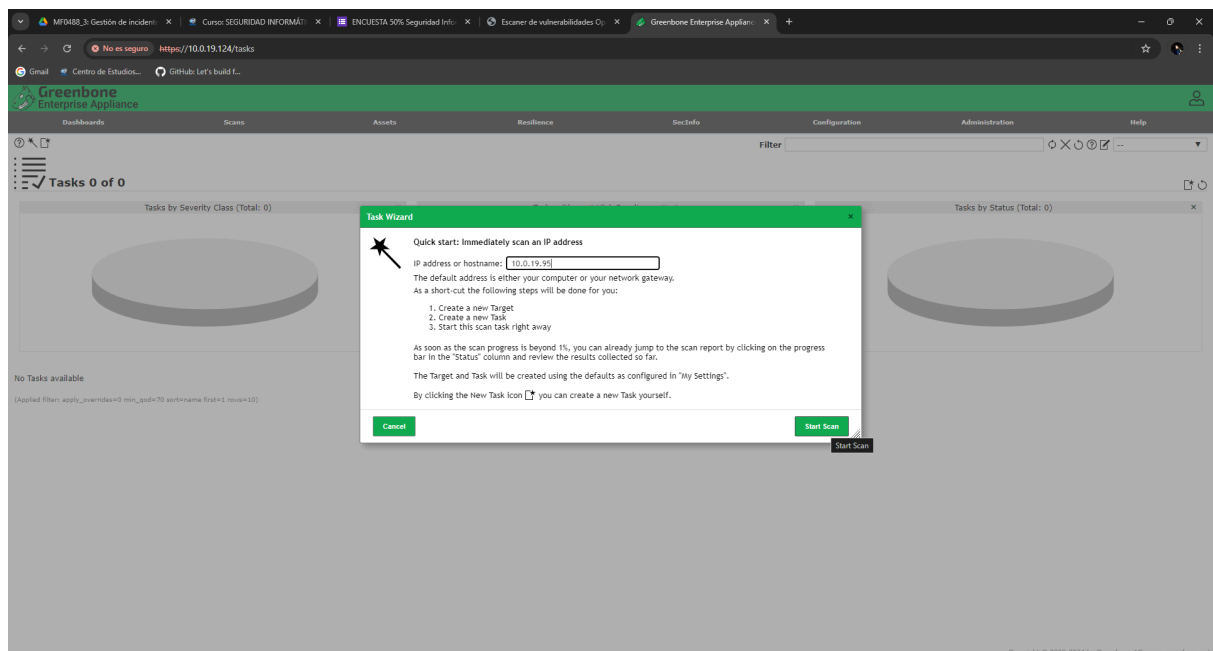 MF0488_3: Gestión de incident
Curso: SEGURIDAD INFORMÁTI
ENCUESTA 50% Seguridad Info
Escaner de vulnerabilidades Op
Greenbone Enterprise Applianc
No es seguro https://10.0.19.124/tasks
Gmail
Centro de Estudios...
GitHub: Let's build f...
Greenbone
Enterprise Appliance
Dashboards
Scans
Assets
Resilience
SecInfo
Configuration
Administration
Help
Filter
--
Tasks 0 of 0
Tasks by Severity Class (Total: 0)
Tasks by Status (Total: 0)
Task Wizard
Quick start: Immediately scan an IP address
IP address or hostname: 10.0.19.95
The default address is either your computer or your network gateway.
As a short-cut the following steps will be done for you:
1. Create a new Target
2. Create a new Task
3. Start this scan task right away
As soon as the scan progress is beyond 1%, you can already jump to the scan report by clicking on the progress
bar in the "Status" column and review the results collected so far.
The Target and Task will be created using the defaults as configured in "My Settings".
By clicking the New Task icon you can create a new Task yourself.
Cancel
Start Scan
Start Scan
No Tasks available
(Applied filter: apply_overrides=0 min_qod=70 sort=name first=1 rows=10)